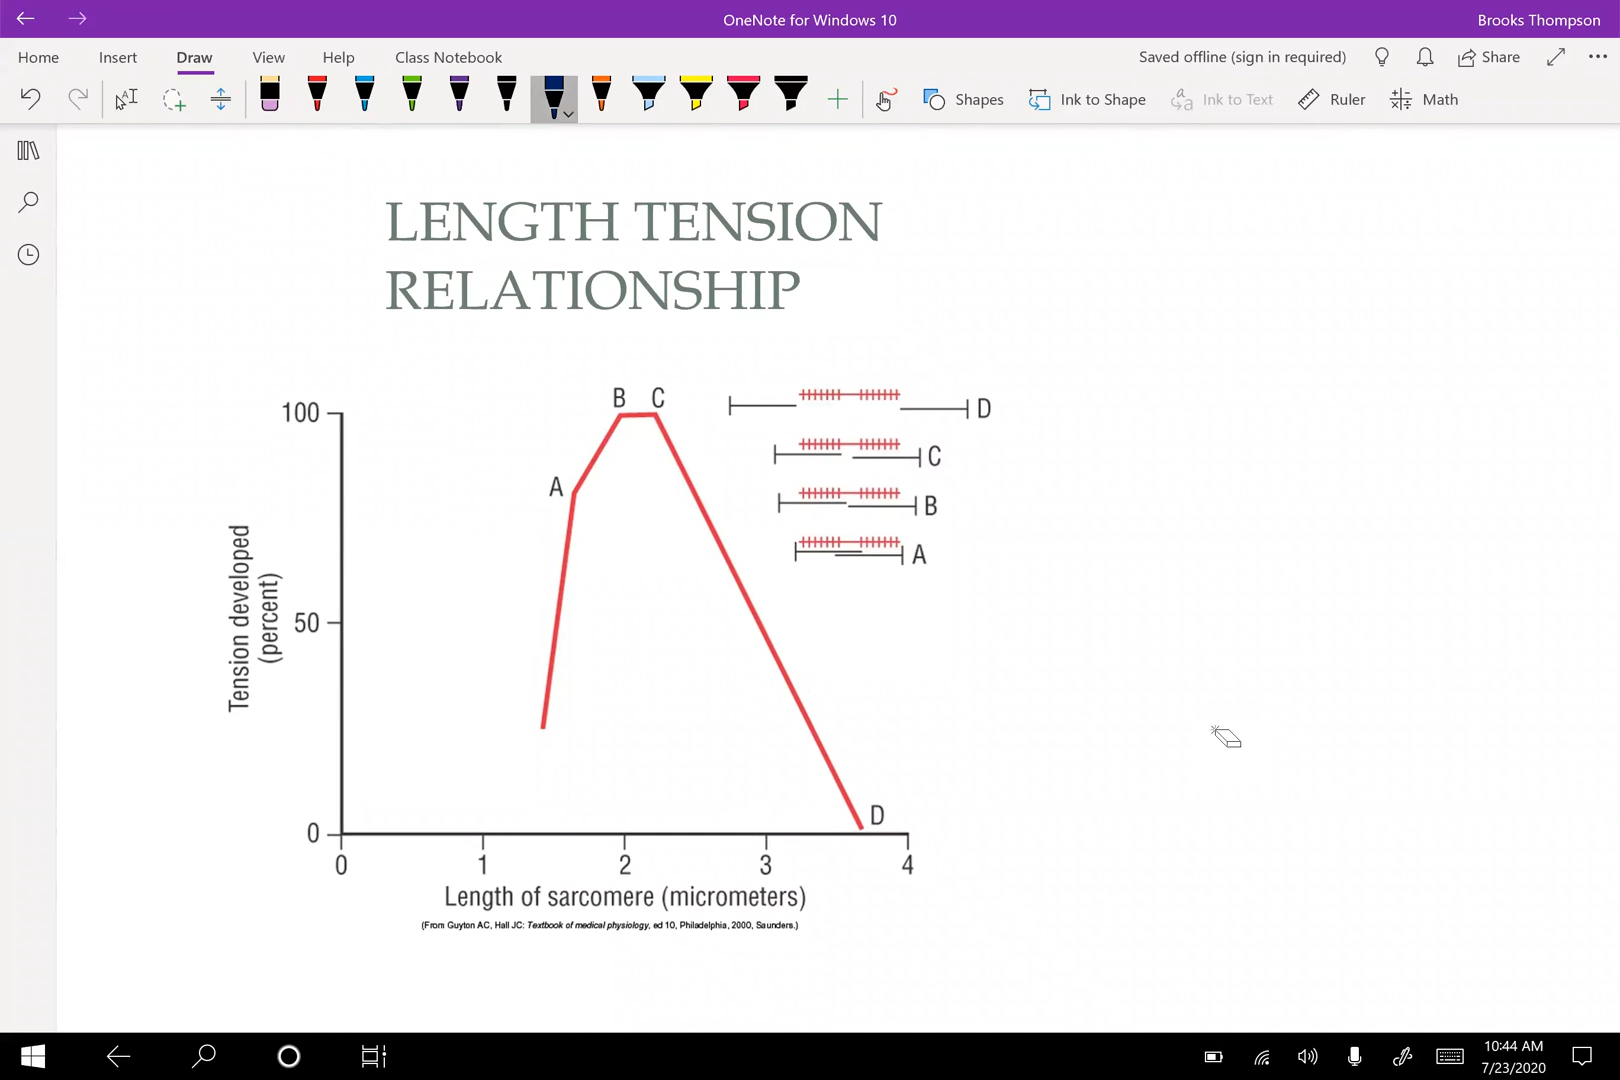 OneNote for Windows 10
Brooks Thompson
Home Insert Draw View Help Class Notebook
Saved offline (sign in required) Share
Shapes Ink to Shape Ink to Text Ruler Math
LENGTH TENSION
RELATIONSHIP
B C
100
A
50
0
D
Tension developed
(percent)
0 1 2 3 4
Length of sarcomere (micrometers)
(From Guyton AC, Hall JC: Textbook of medical physiology, ed 10, Philadelphia, 2000, Saunders.)
D
C
B
A
10:44 AM
7/23/2020